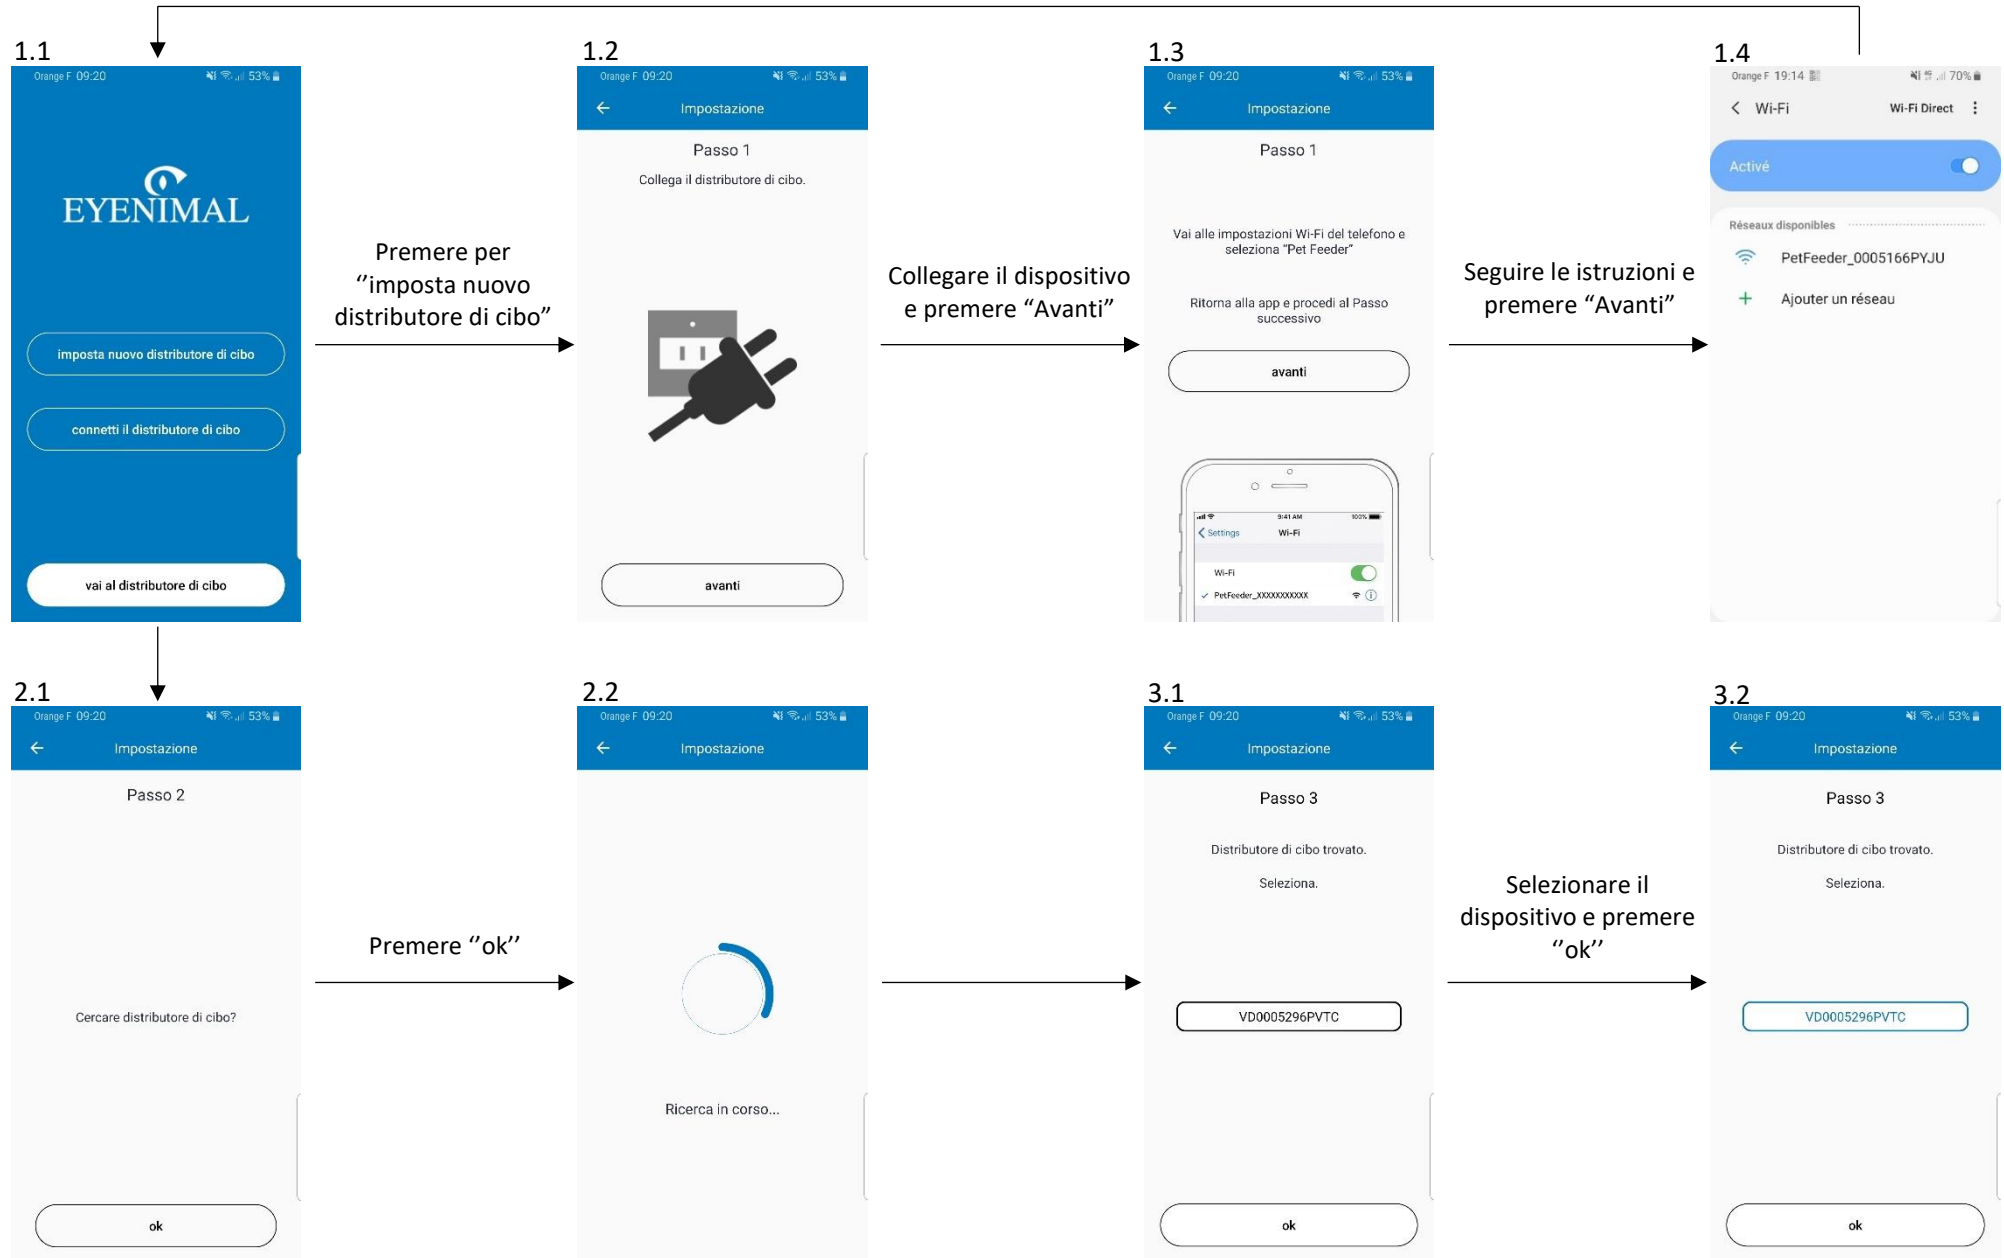 1.1
Orange F 09:20 53%
EYENIMAL
imposta nuovo distributore di cibo
connetti il distributore di cibo
vai al distributore di cibo
Premere per
‘’imposta nuovo
distributore di cibo”
1.2
Orange F 09:20 53%
Impostazione
Passo 1
Collega il distributore di cibo.
avanti
Collegare il dispositivo
e premere “Avanti”
1.3
Orange F 09:20 53%
Impostazione
Passo 1
Vai alle impostazioni Wi-Fi del telefono e
seleziona “Pet Feeder”
Ritorna alla app e procedi al Passo
successivo
avanti
9:41 AM 100%
Settings Wi-Fi
Wi-Fi
PetFeeder_XXXXXXXXXXX
Seguire le istruzioni e
premere “Avanti”
1.4
Orange F 19:14 70%
Wi-Fi Wi-Fi Direct
Activé
Réseaux disponibles
PetFeeder_0005166PYJU
Ajouter un réseau
2.1
Orange F 09:20 53%
Impostazione
Passo 2
Cercare distributore di cibo?
ok
Premere ‘’ok’’
2.2
Orange F 09:20 53%
Impostazione
Ricerca in corso...
3.1
Orange F 09:20 53%
Impostazione
Passo 3
Distributore di cibo trovato.
Seleziona.
VD0005296PVTC
ok
Selezionare il
dispositivo e premere
‘’ok’’
3.2
Orange F 09:20 53%
Impostazione
Passo 3
Distributore di cibo trovato.
Seleziona.
VD0005296PVTC
ok